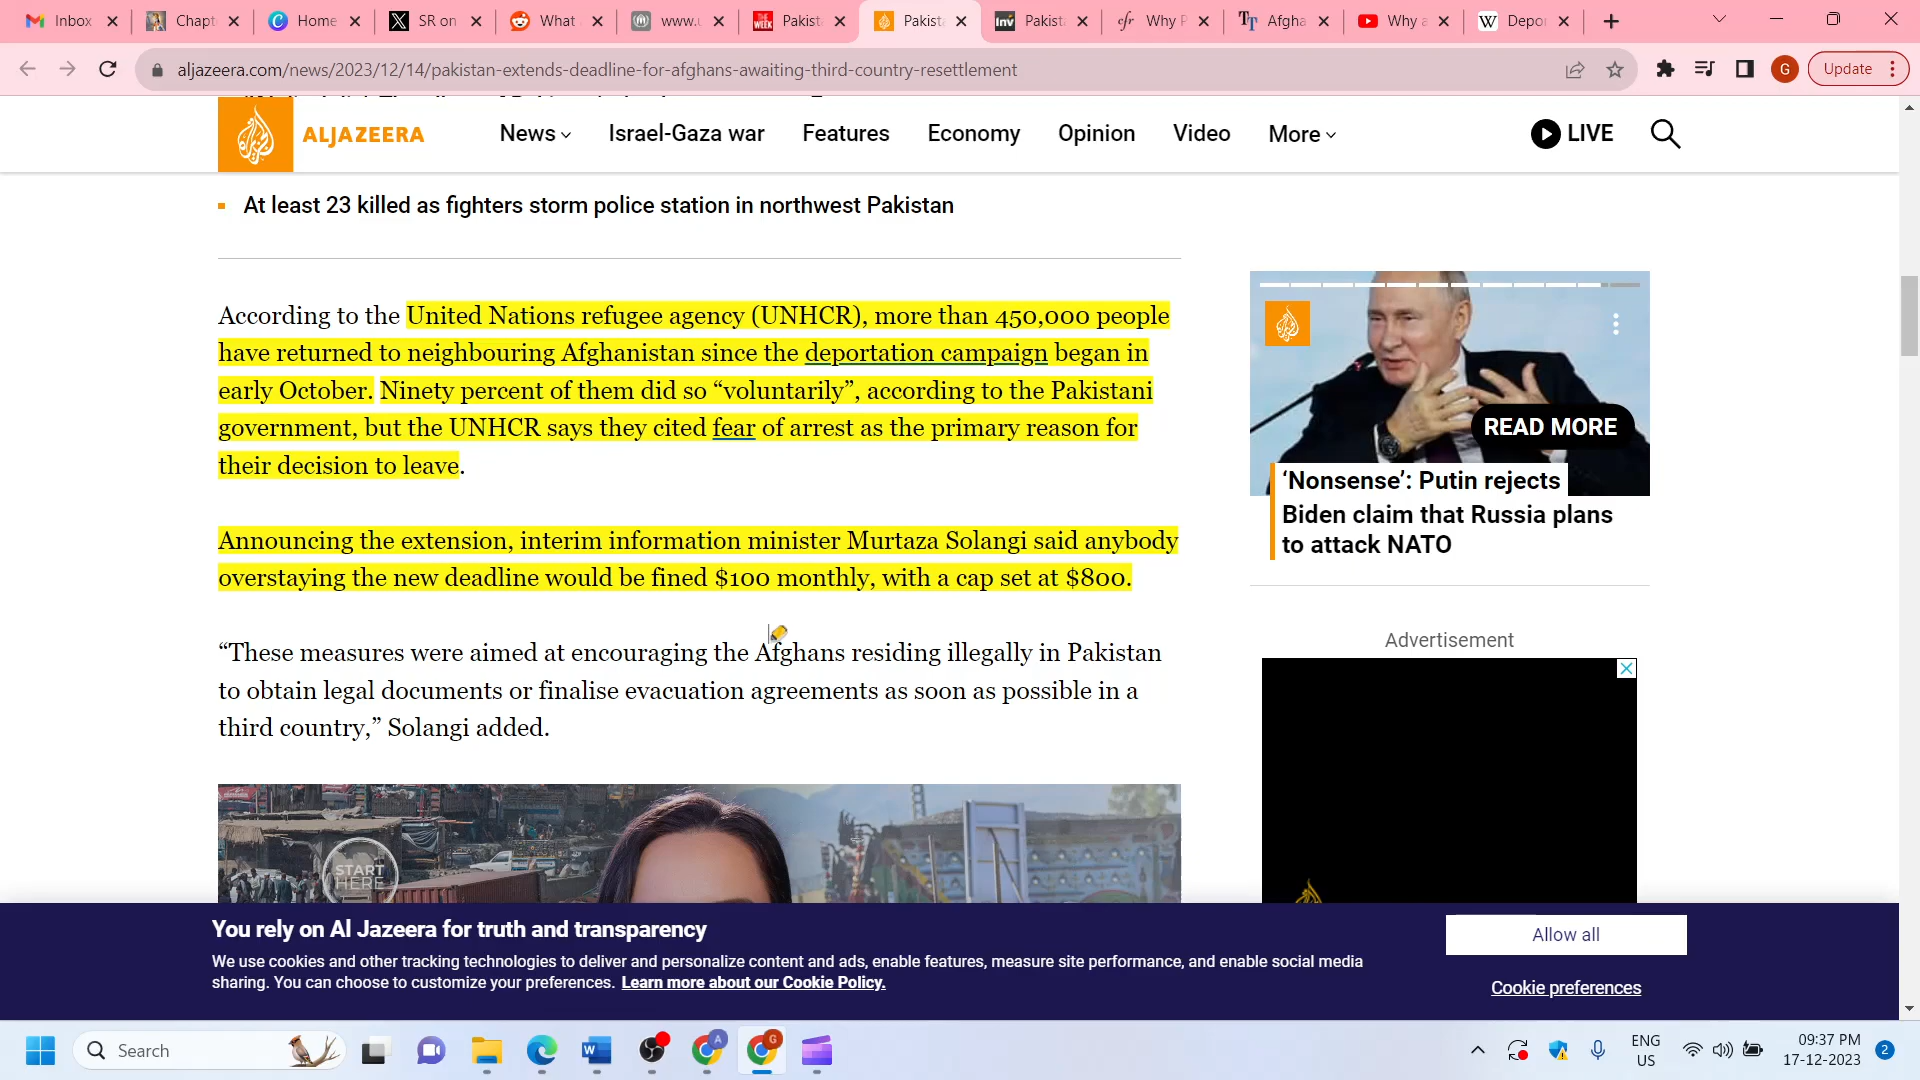 Inbox
Chapt
Home
SR on
What
www.u
Pakist
Pakist
Pakist
Why P
Afgha
Why a
Depo
aljazeera.com/news/2023/12/14/pakistan-extends-deadline-for-afghans-awaiting-third-country-resettlement
G
Update
ALJAZEERA
News
Israel-Gaza war
Features
Economy
Opinion
Video
More
LIVE
At least 23 killed as fighters storm police station in northwest Pakistan
According to the United Nations refugee agency (UNHCR), more than 450,000 people
have returned to neighbouring Afghanistan since the deportation campaign began in
early October. Ninety percent of them did so “voluntarily”, according to the Pakistani
government, but the UNHCR says they cited fear of arrest as the primary reason for
their decision to leave.
Announcing the extension, interim information minister Murtaza Solangi said anybody
overstaying the new deadline would be fined $100 monthly, with a cap set at $800.
“These measures were aimed at encouraging the Afghans residing illegally in Pakistan
to obtain legal documents or finalise evacuation agreements as soon as possible in a
third country,” Solangi added.
START
HERE
READ MORE
‘Nonsense’: Putin rejects
Biden claim that Russia plans
to attack NATO
Advertisement
You rely on Al Jazeera for truth and transparency
We use cookies and other tracking technologies to deliver and personalize content and ads, enable features, measure site performance, and enable social media
sharing. You can choose to customize your preferences. Learn more about our Cookie Policy.
Allow all
Cookie preferences
Search
ENG
US
09:37 PM
17-12-2023
2